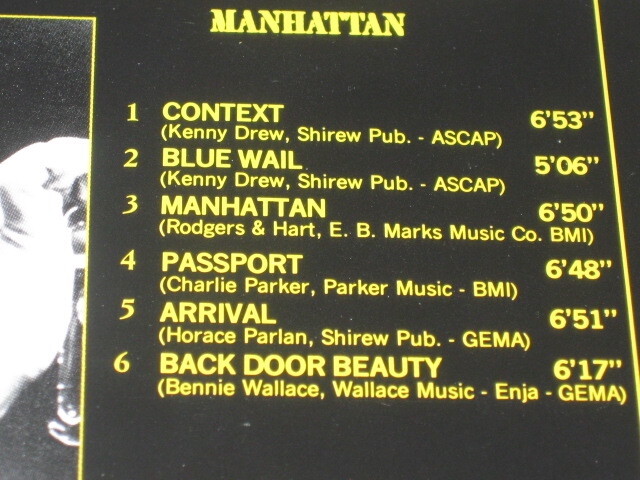 MANHATTAN
1 CONTEXT 6'53"
(Kenny Drew, Shirew Pub. - ASCAP)
2 BLUE WAIL 5'06"
(Kenny Drew, Shirew Pub. - ASCAP)
3 MANHATTAN 6'50"
(Rodgers & Hart, E. B. Marks Music Co. BMI)
4 PASSPORT 6'48"
(Charlie Parker, Parker Music - BMI)
5 ARRIVAL 6'51"
(Horace Parlan, Shirew Pub. - GEMA)
6 BACK DOOR BEAUTY 6'17"
(Bennie Wallace, Wallace Music - Enja - GEMA)